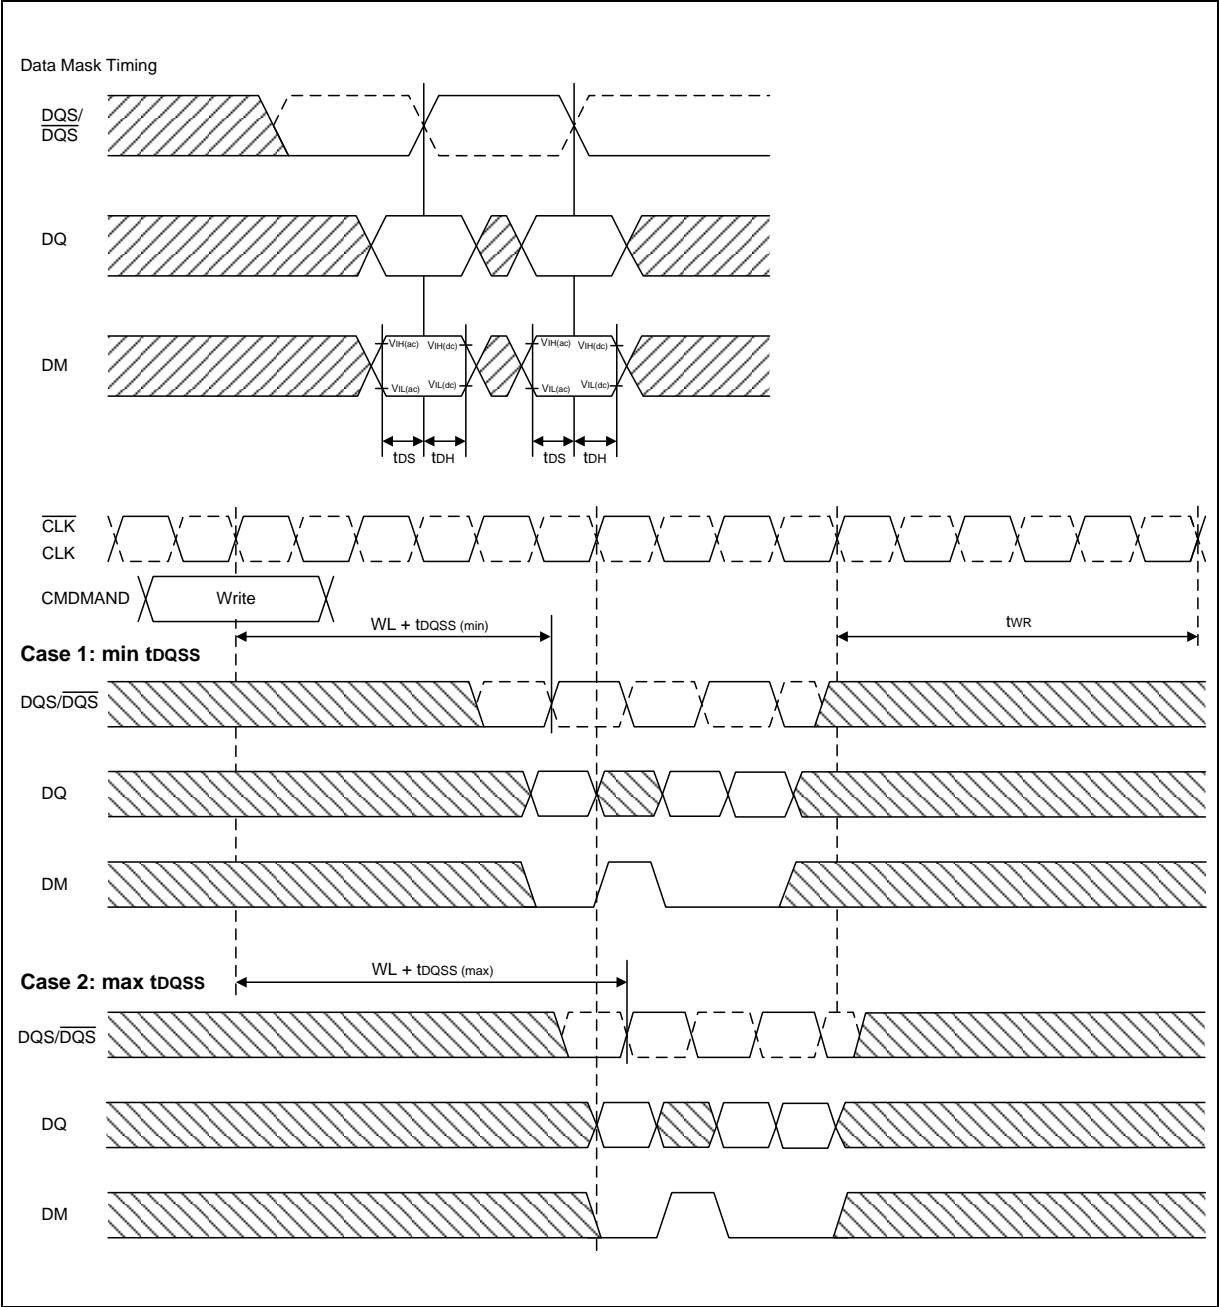 Data Mask Timing
DQS/
DQS
DQ
DM
VIH(ac) VIH(dc) VIH(ac) VIH(dc)
VIL(ac) VIL(dc) VIL(ac) VIL(dc)
tDS tDH tDS tDH
CLK
CLK
CMDMAND Write
WL + tDQSS (min) tWR
Case 1: min tDQSS
DQS/DQS
DQ
DM
WL + tDQSS (max)
Case 2: max tDQSS
DQS/DQS
DQ
DM